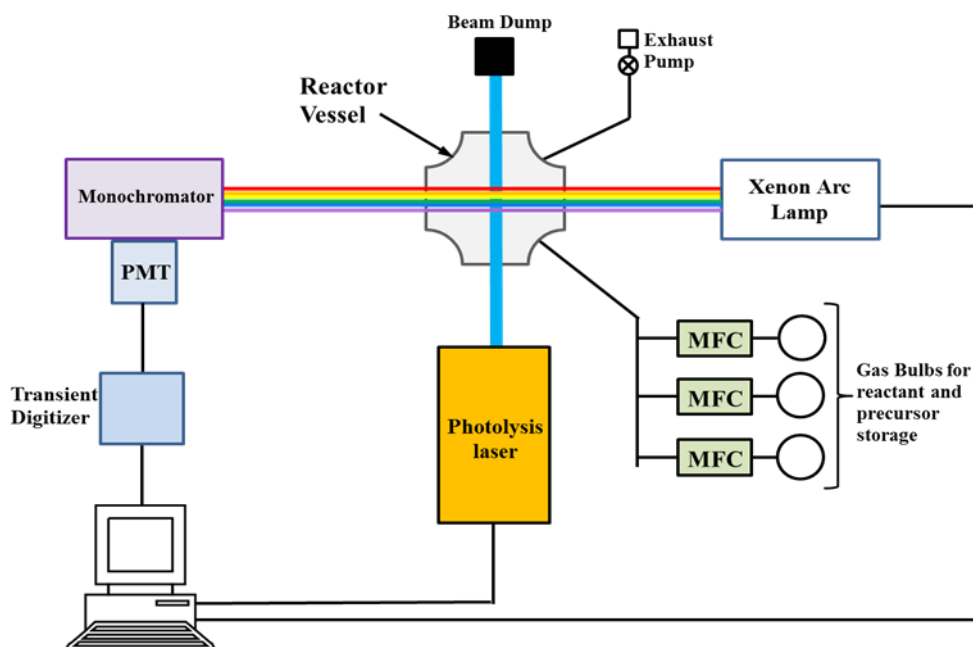 Beam Dump
Exhaust
Pump
Reactor
Vessel
Monochromator
Xenon Arc
Lamp
PMT
MFC
MFC
MFC
Gas Bulbs for
reactant and
precursor
storage
Transient
Digitizer
Photolysis
laser